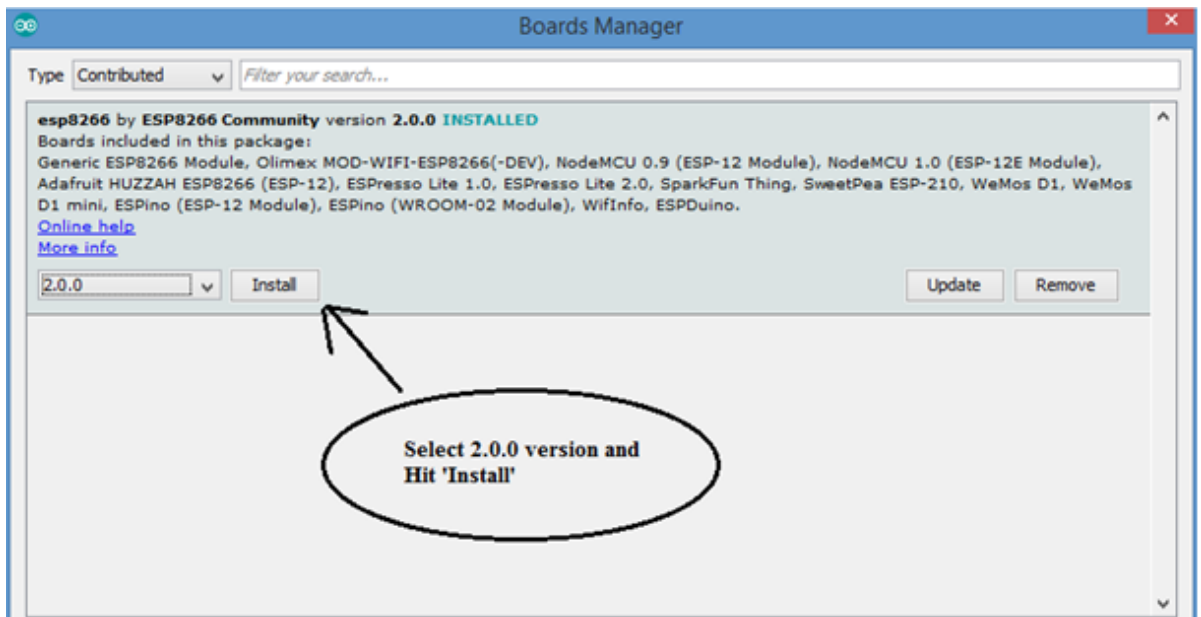 Boards Manager
Type Contributed Filter your search...
esp8266 by ESP8266 Community version 2.0.0 INSTALLED
Boards included in this package:
Generic ESP8266 Module, Olimex MOD-WIFI-ESP8266(-DEV), NodeMCU 0.9 (ESP-12 Module), NodeMCU 1.0 (ESP-12E Module),
Adafruit HUZZAH ESP8266 (ESP-12), ESPresso Lite 1.0, ESPresso Lite 2.0, SparkFun Thing, SweetPea ESP-210, WeMos D1, WeMos
D1 mini, ESPino (ESP-12 Module), ESPino (WROOM-02 Module), WifInfo, ESPDuino.
Online help
More info
2.0.0 Install Update Remove
Select 2.0.0 version and
Hit 'Install'